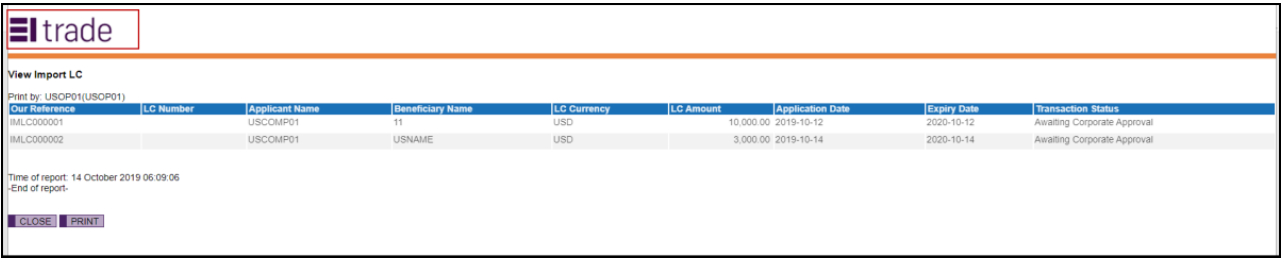 EI trade
View Import LC
Print by: USOP01(USOP01)
Our Reference LC Number Applicant Name Beneficiary Name LC Currency LC Amount Application Date Expiry Date Transaction Status
IMLC000001 USCOMP01 11 USD 10,000.00 2019-10-12 2020-10-12 Awaiting Corporate Approval
IMLC000002 USCOMP01 USNAME USD 3,000.00 2019-10-14 2020-10-14 Awaiting Corporate Approval
Time of report: 14 October 2019 06:09:06
-End of report-
CLOSE PRINT